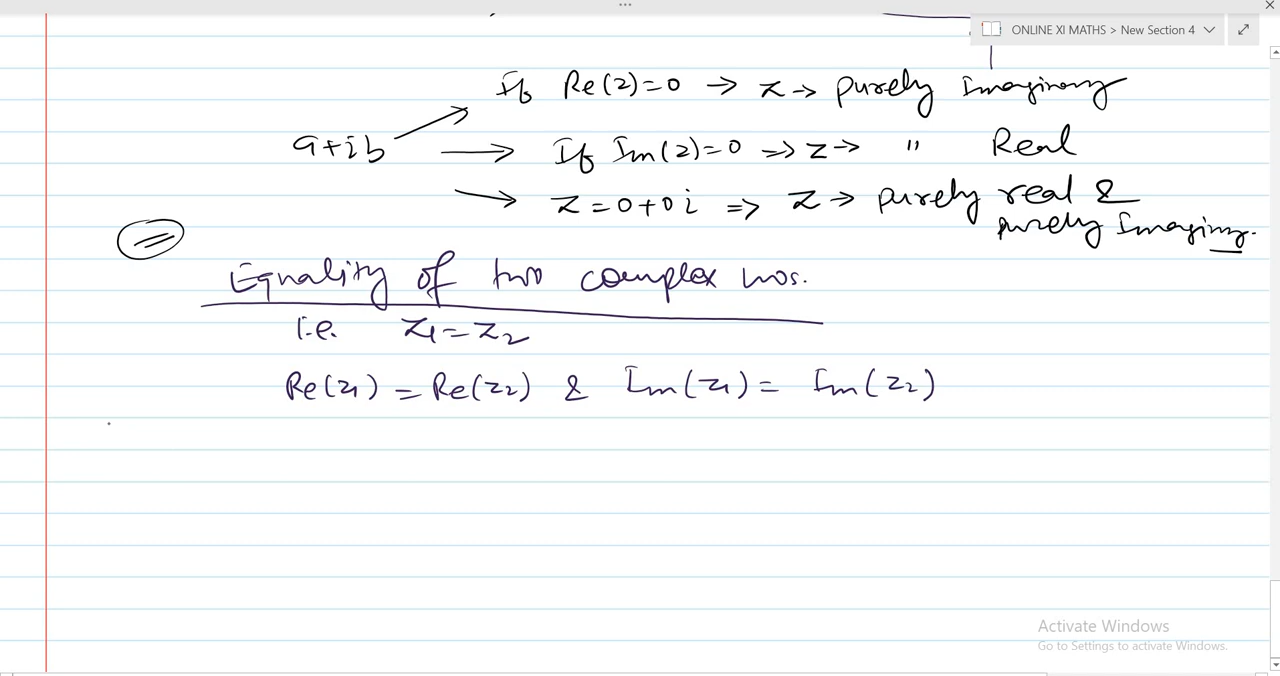 ONLINE XI MATHS > New Section 4
If Re(z)=0 → z → purely Imaginary
a+ib → If Im(z)=0 ⇒ z → " Real
z=0+0i ⇒ z → purely real &
purely Imaginary.
Equality of two complex nos.
i.e. z1=z2
Re(z1) = Re(z2) & Im(z1) = Im(z2)
Activate Windows
Go to Settings to activate Windows.